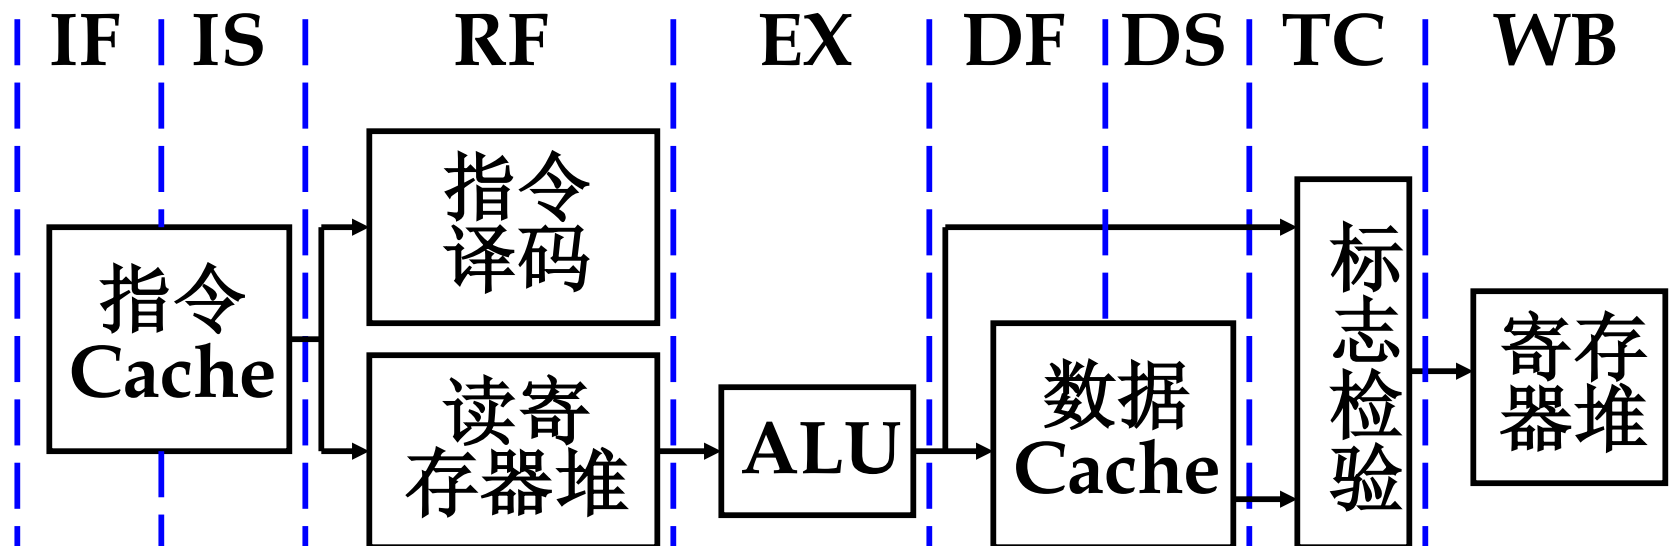 IF IS RF EX DF DS TC WB
指令
译码
指令
Cache
读寄
存器堆
ALU
数据
Cache
标
志
检
验
寄存
器堆